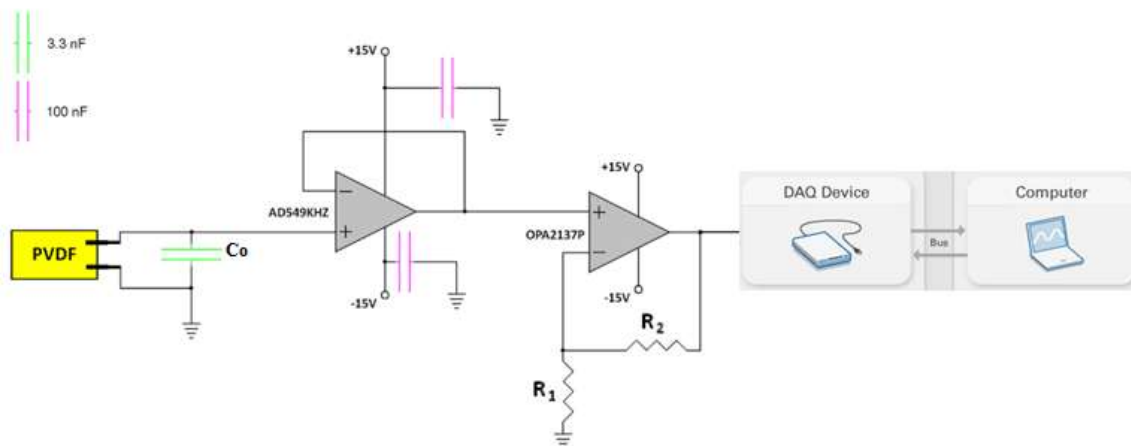 3.3 nF
100 nF
+15V
AD549KHZ
-15V
PVDF
Co
+15V
OPA2137P
-15V
R2
R1
DAQ Device
Bus
Computer